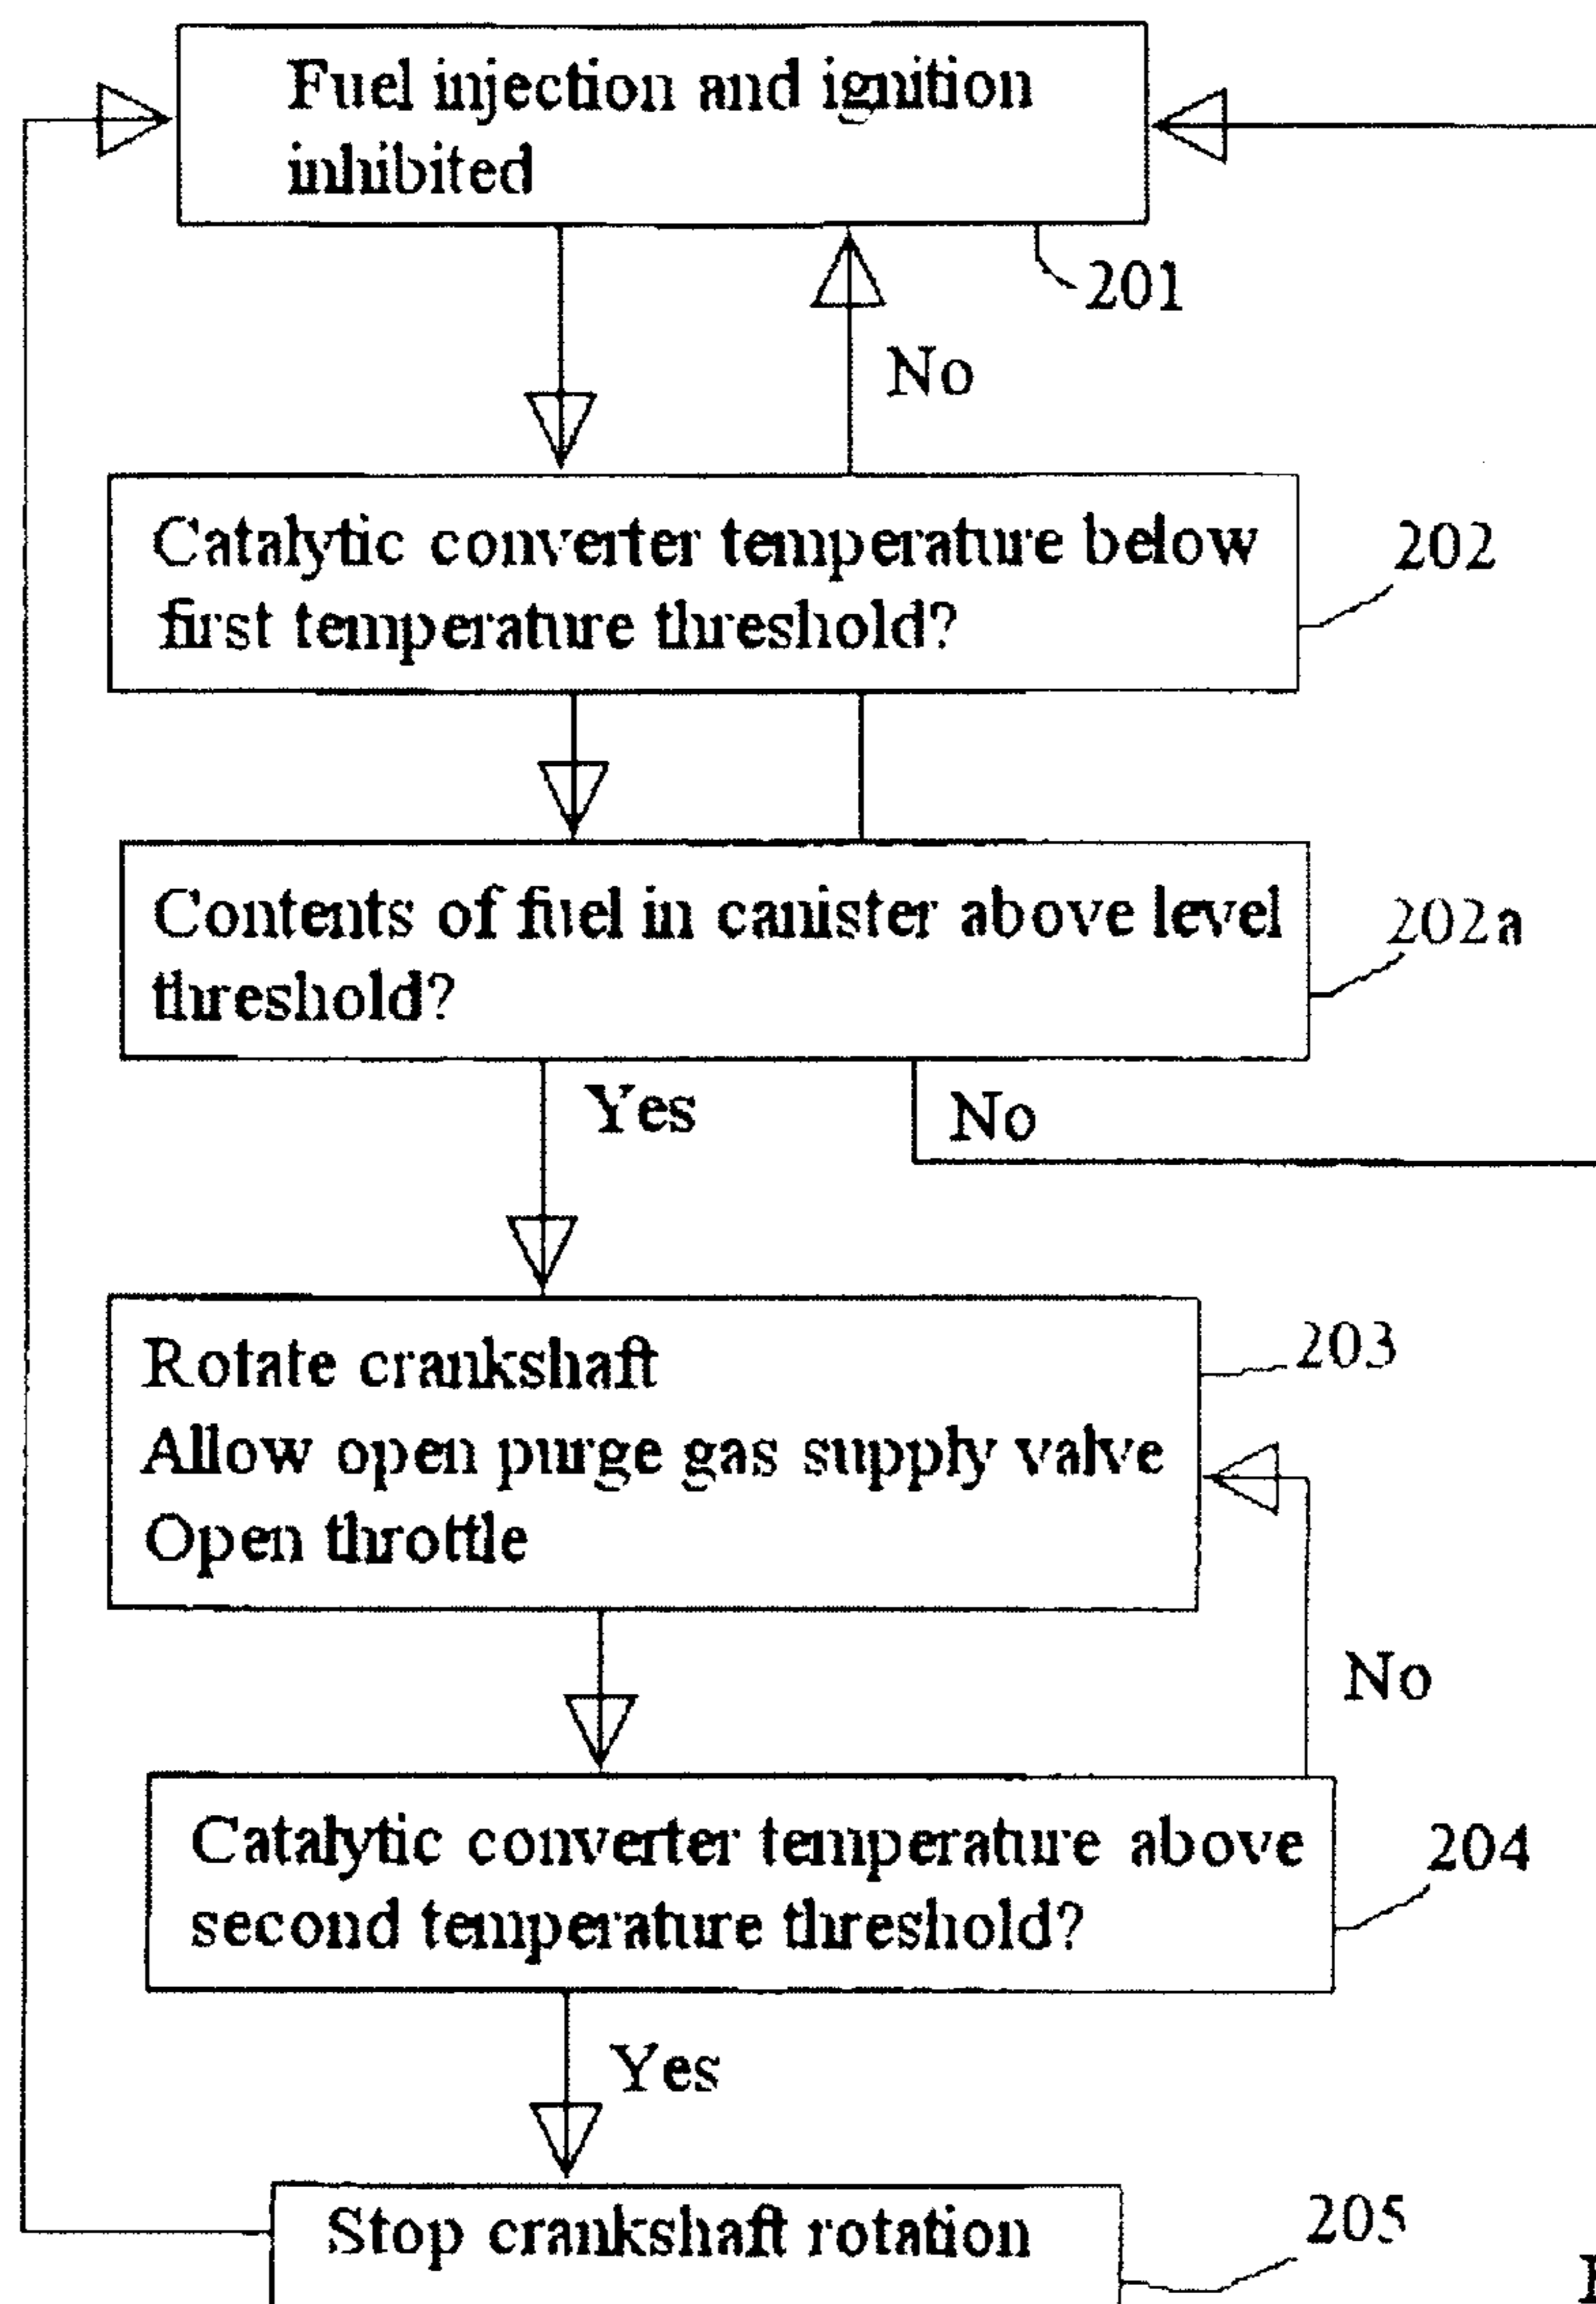 Fuel injection and ignition
inhibited
201
No
Catalytic converter temperature below
first temperature threshold?
202
Contents of fuel in canister above level
threshold?
202a
Yes
No
Rotate crankshaft
Allow open purge gas supply valve
Open throttle
203
No
Catalytic converter temperature above
second temperature threshold?
204
Yes
Stop crankshaft rotation
205